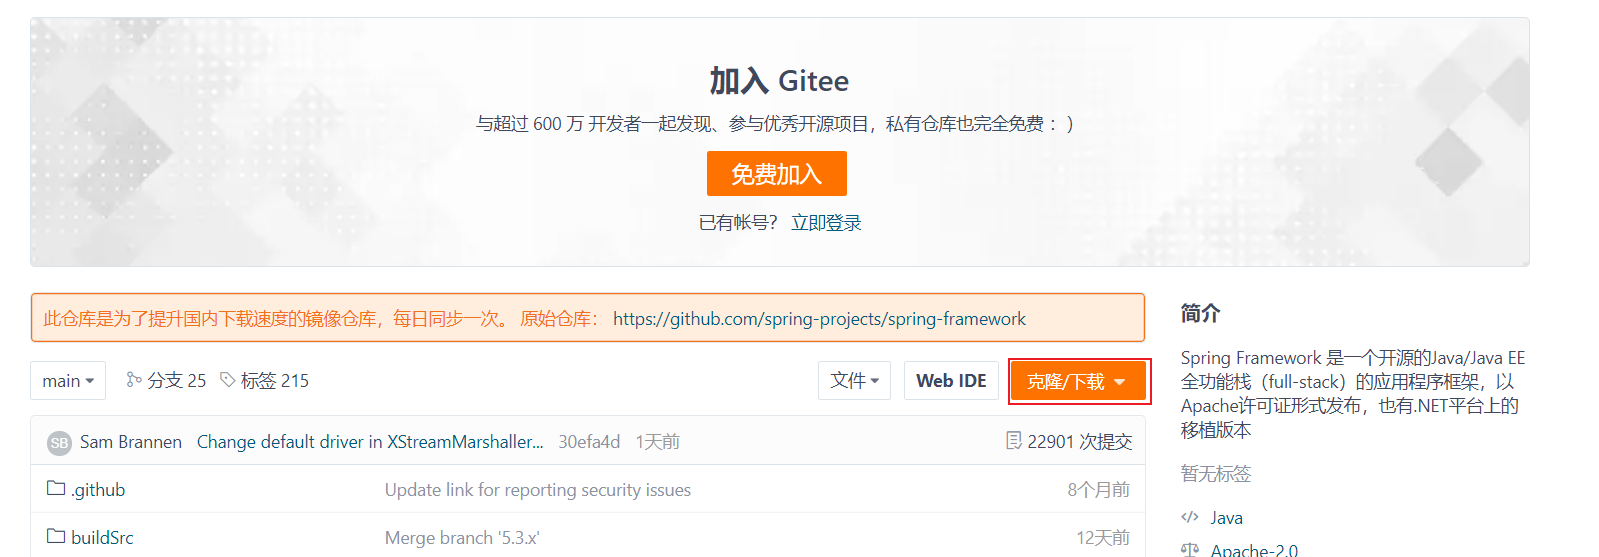 加入 Gitee
与超过 600 万 开发者一起发现、参与优秀开源项目，私有仓库也完全免费：）
免费加入
已有帐号？ 立即登录
此仓库是为了提升国内下载速度的镜像仓库，每日同步一次。 原始仓库： https://github.com/spring-projects/spring-framework
main 分支 25 标签 215 文件 Web IDE 克隆/下载
SB Sam Brannen Change default driver in XStreamMarshaller... 30efa4d 1天前 22901 次提交
.github Update link for reporting security issues 8个月前
buildSrc Merge branch '5.3.x' 12天前
简介
Spring Framework 是一个开源的Java/Java EE
全功能栈（full-stack）的应用程序框架，以
Apache许可证形式发布，也有.NET平台上的
移植版本
暂无标签
Java
Apache-2.0